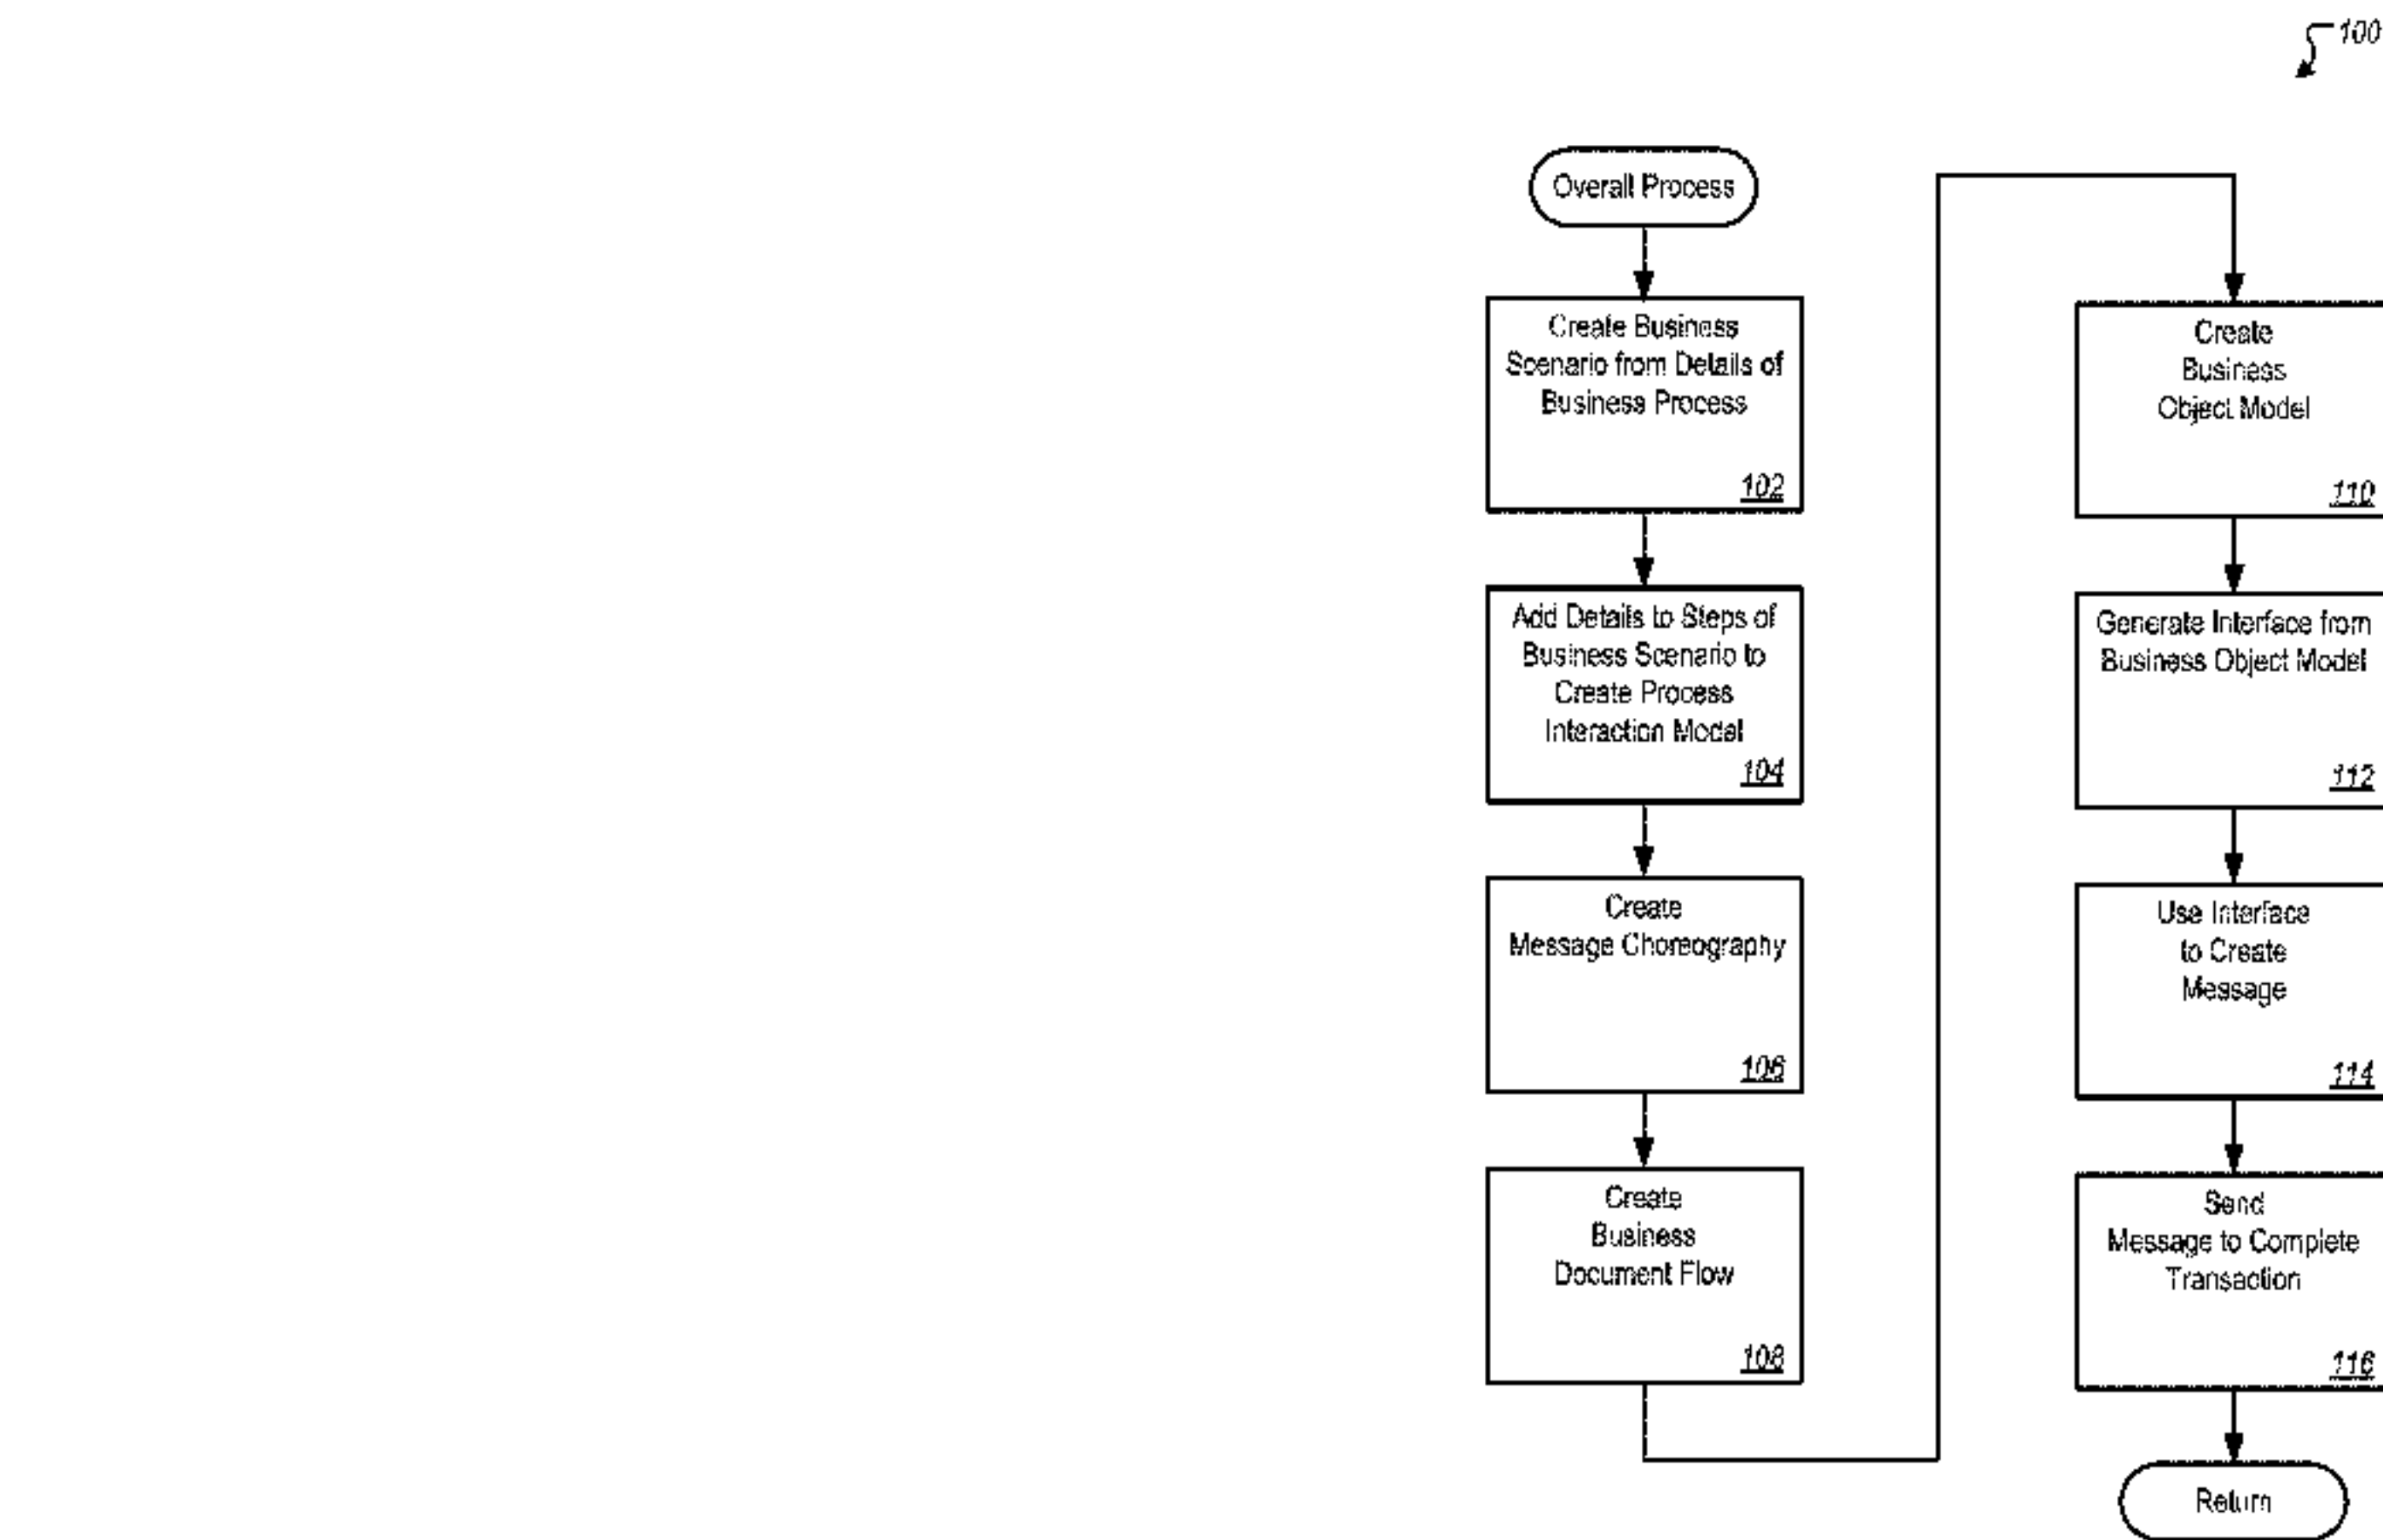 100
Overall Process
Create Business
Scenario from Details of
Business Process
102
Add Details to Steps of
Business Scenario to
Create Process
Interaction Model
104
Create
Message Choreography
106
Create
Business
Document Flow
108
Create
Business
Object Model
110
Generate Interface from
Business Object Model
112
Use Interface
to Create
Message
114
Send
Message to Complete
Transaction
116
Return